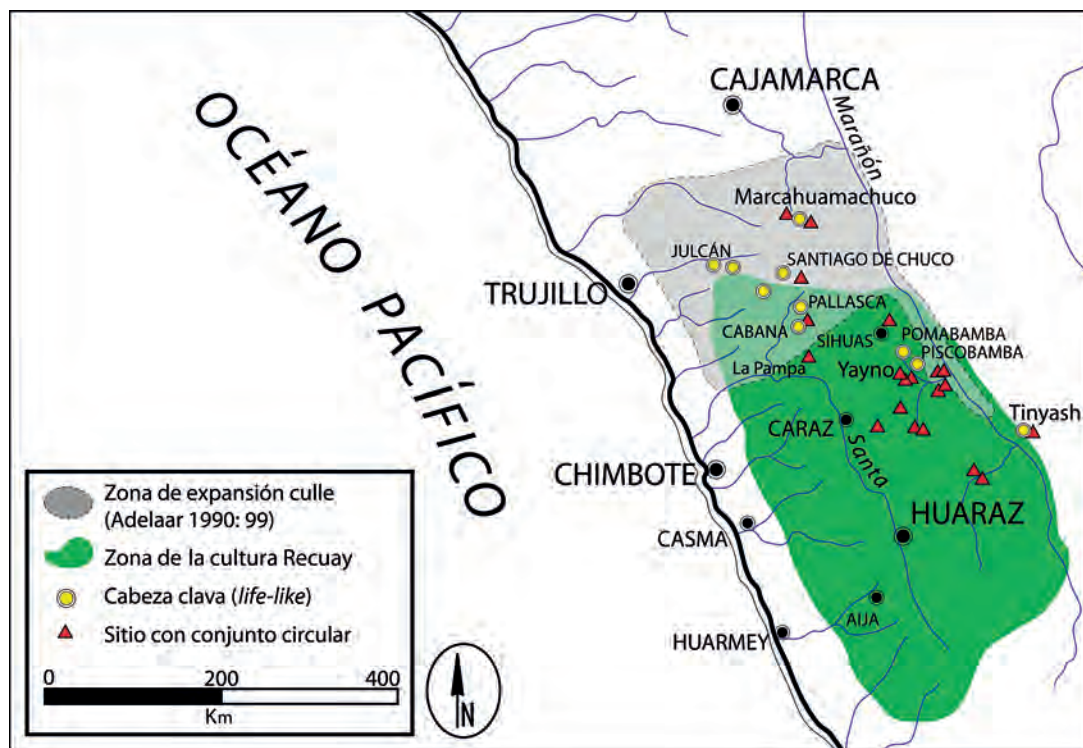 OCÉANO PACÍFICO
CAJAMARCA
Marañón
Marcahuamachuco
JULCÁN
SANTIAGO DE CHUCO
TRUJILLO
PALLASCA
CABANA
SIHUAS
POMABAMBA
PISCOBAMBA
La Pampa
Yayno
Tinyash
CARAZ
Santa
CHIMBOTE
HUARAZ
CASMA
AIJA
HUARMEY
Zona de expansión culle
(Adelaar 1990: 99)
Zona de la cultura Recuay
Cabeza clava (life-like)
Sitio con conjunto circular
0 200 400
Km
N